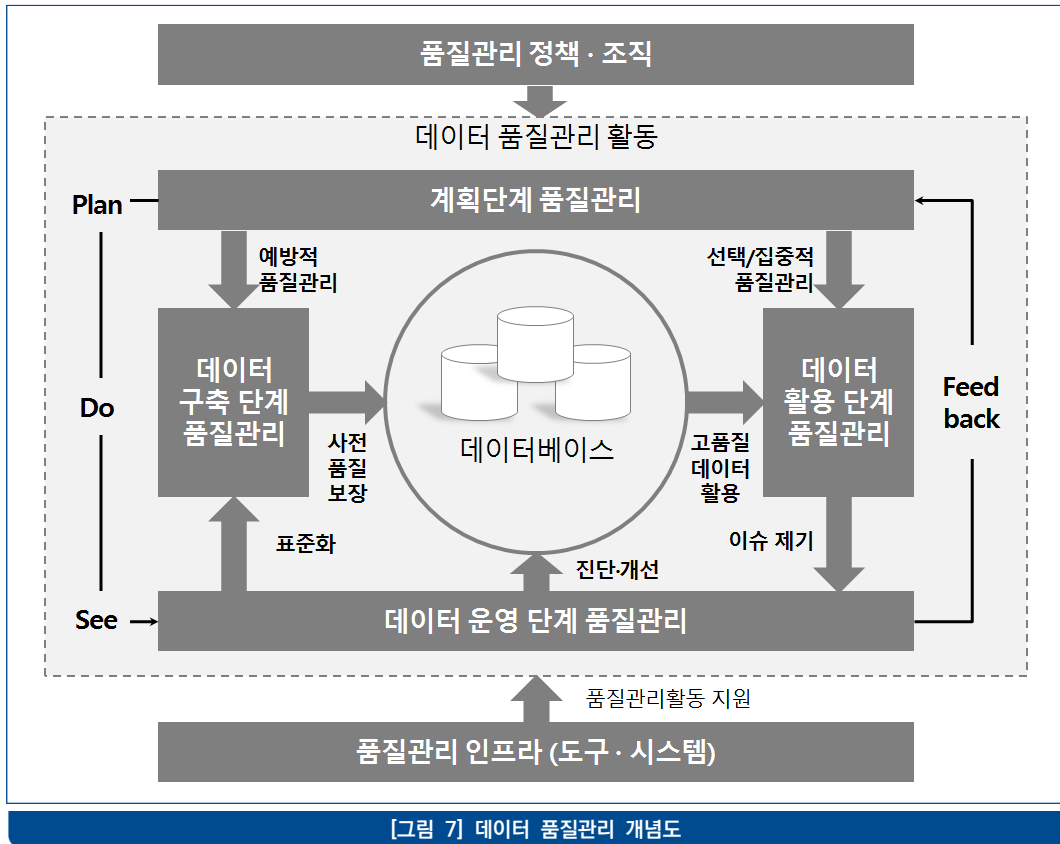 품질관리 정책 · 조직
데이터 품질관리 활동
Plan
계획단계 품질관리
예방적
품질관리
선택/집중적
품질관리
데이터
구축 단계
품질관리
데이터
활용 단계
품질관리
Do
Feed
back
사전
품질
보장
데이터베이스
고품질
데이터
활용
표준화
이슈 제기
진단·개선
See
데이터 운영 단계 품질관리
품질관리활동 지원
품질관리 인프라 (도구 · 시스템)
[그림 7] 데이터 품질관리 개념도